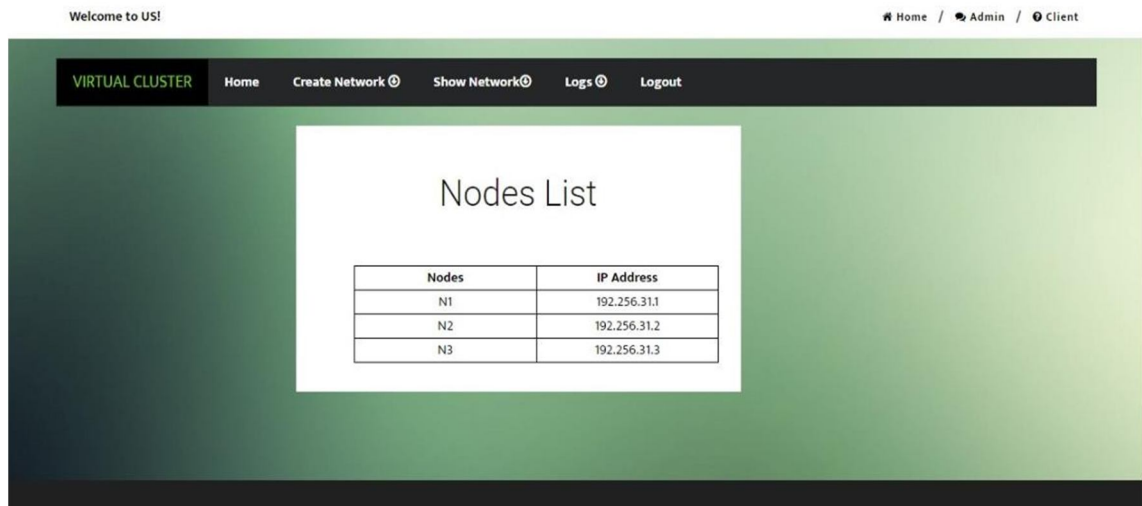 Welcome to US!
Home / Admin / Client
VIRTUAL CLUSTER Home Create Network Show Network Logs Logout
Nodes List
Nodes IP Address
N1 192.256.31.1
N2 192.256.31.2
N3 192.256.31.3